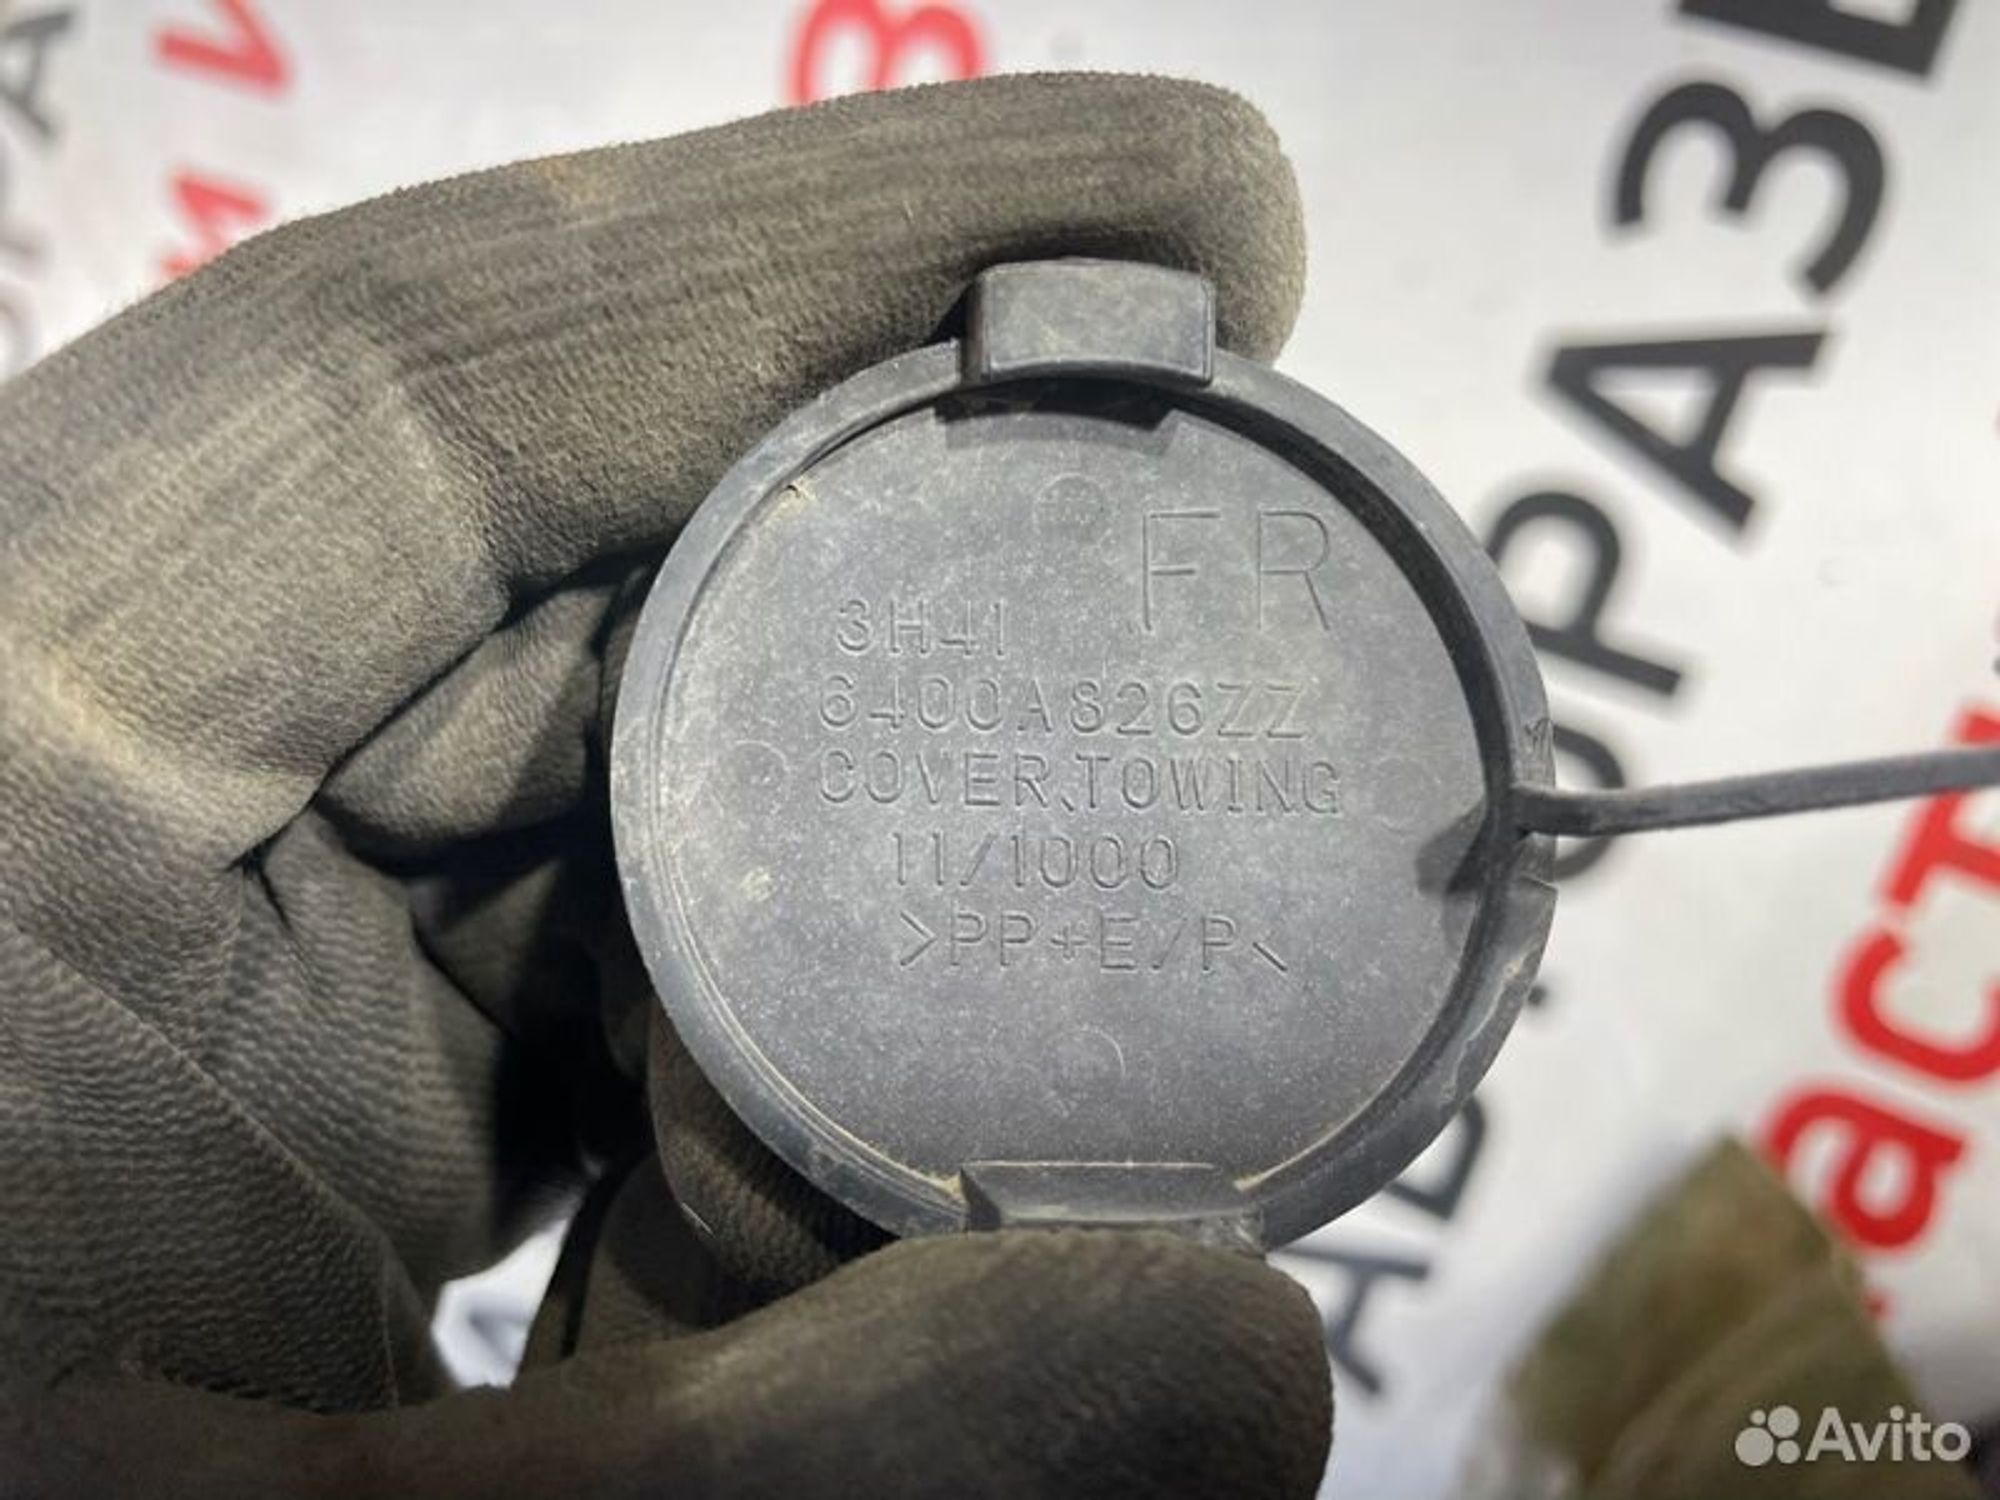 FR
3H41
6400A826ZZ
COVER,TOWING
11/1000
>PP+E/P<
Avito